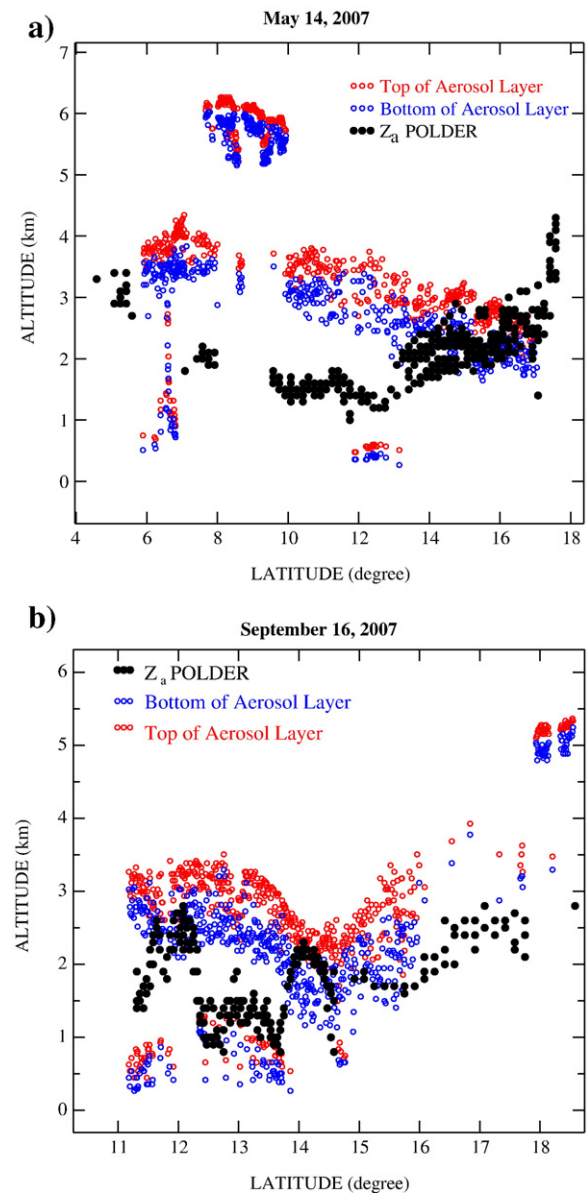 a)
May 14, 2007
7
6
5
4
3
2
1
0
ALTITUDE (km)
Top of Aerosol Layer
Bottom of Aerosol Layer
Za POLDER
4 6 8 10 12 14 16 18
LATITUDE (degree)
b)
September 16, 2007
6
5
4
3
2
1
0
ALTITUDE (km)
Za POLDER
Bottom of Aerosol Layer
Top of Aerosol Layer
11 12 13 14 15 16 17 18
LATITUDE (degree)